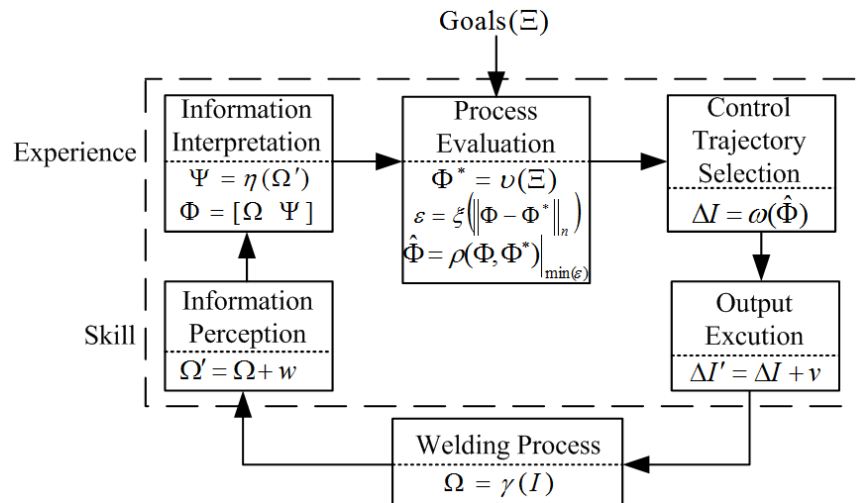 Goals(Ξ)
Experience
Information
Interpretation
Ψ = η(Ω′)
Φ = [Ω Ψ]
Process
Evaluation
Φ* = υ(Ξ)
ε = ξ(‖Φ − Φ*‖ₙ)
Φ̂ = ρ(Φ,Φ*)|min(ε)
Control
Trajectory
Selection
ΔI = ω(Φ̂)
Skill
Information
Perception
Ω′ = Ω + w
Output
Excution
ΔI′ = ΔI + v
Welding Process
Ω = γ(I)